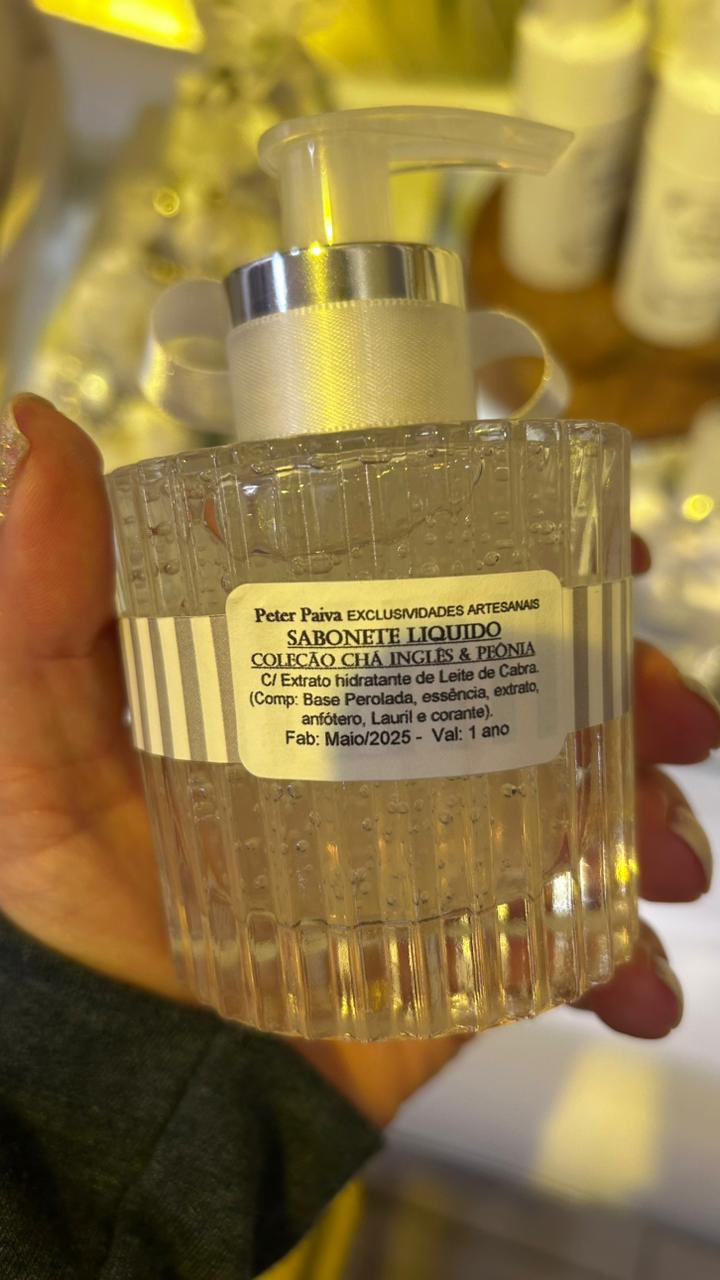 Peter Paiva EXCLUSIVIDADES ARTESANAIS
SABONETE LIQUIDO
COLEÇÃO CHÁ INGLÊS & PEÔNIA
C/ Extrato hidratante de Leite de Cabra.
(Comp: Base Perolada, essência, extrato,
anfótero, Lauril e corante).
Fab: Maio/2025 - Val: 1 ano